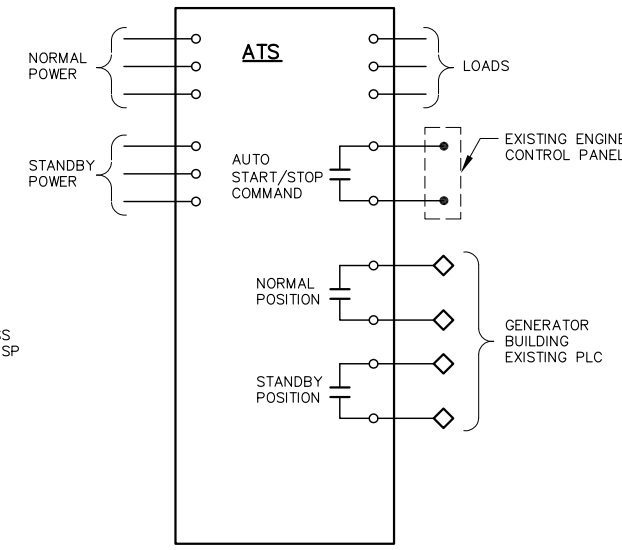 ATS
NORMAL
POWER
LOADS
STANDBY
POWER
AUTO
START/STOP
COMMAND
CONTROL PANEL
EXISTING
NORMAL
POSITION
GENERATOR
BUILDING
EXISTING PLC
STANDBY
POSITION
SP